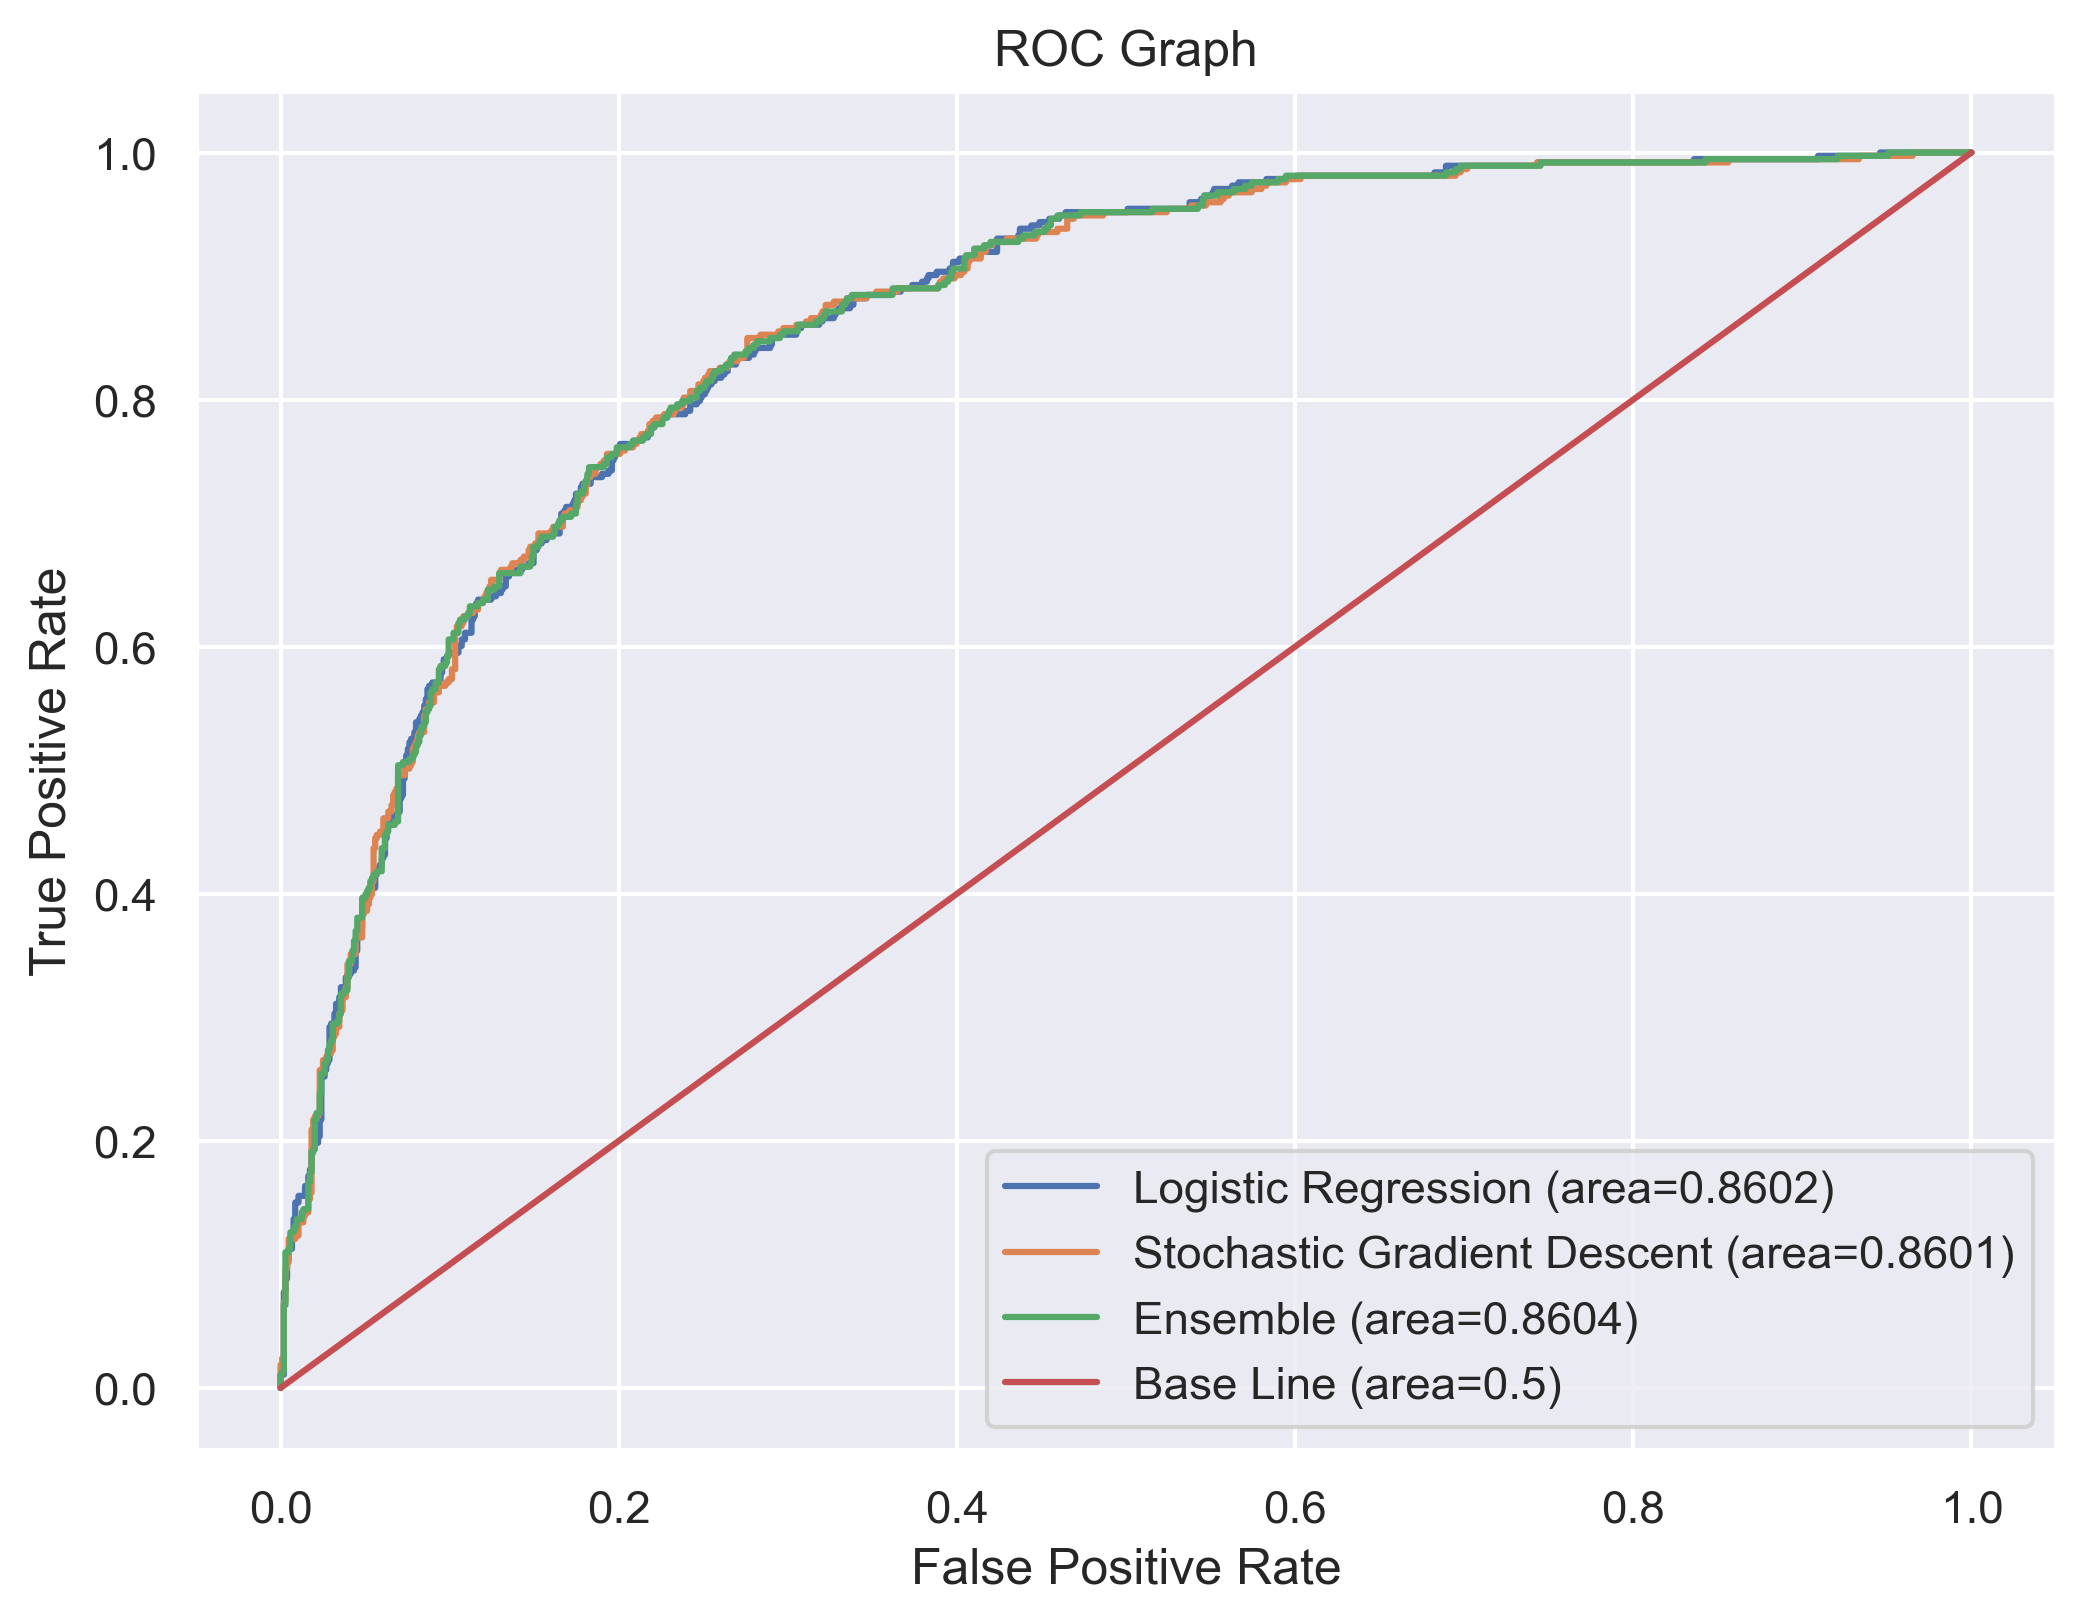 ROC Graph
1.0
0.8
0.6
0.4
0.2
0.0
True Positive Rate
Logistic Regression (area=0.8602)
Stochastic Gradient Descent (area=0.8601)
Ensemble (area=0.8604)
Base Line (area=0.5)
0.0 0.2 0.4 0.6 0.8 1.0
False Positive Rate